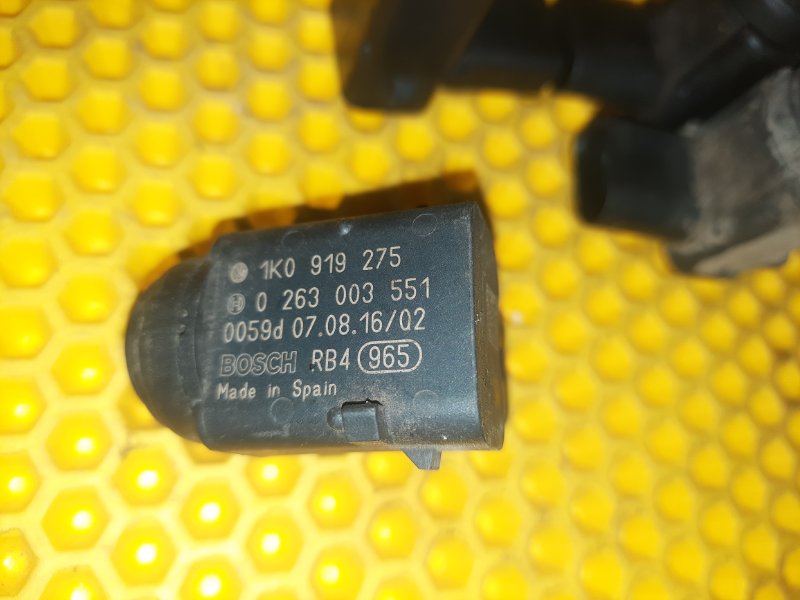 1K0 919 275
0 263 003 551
0059d 07.08.16/02
BOSCH RB4 965
Made in Spain